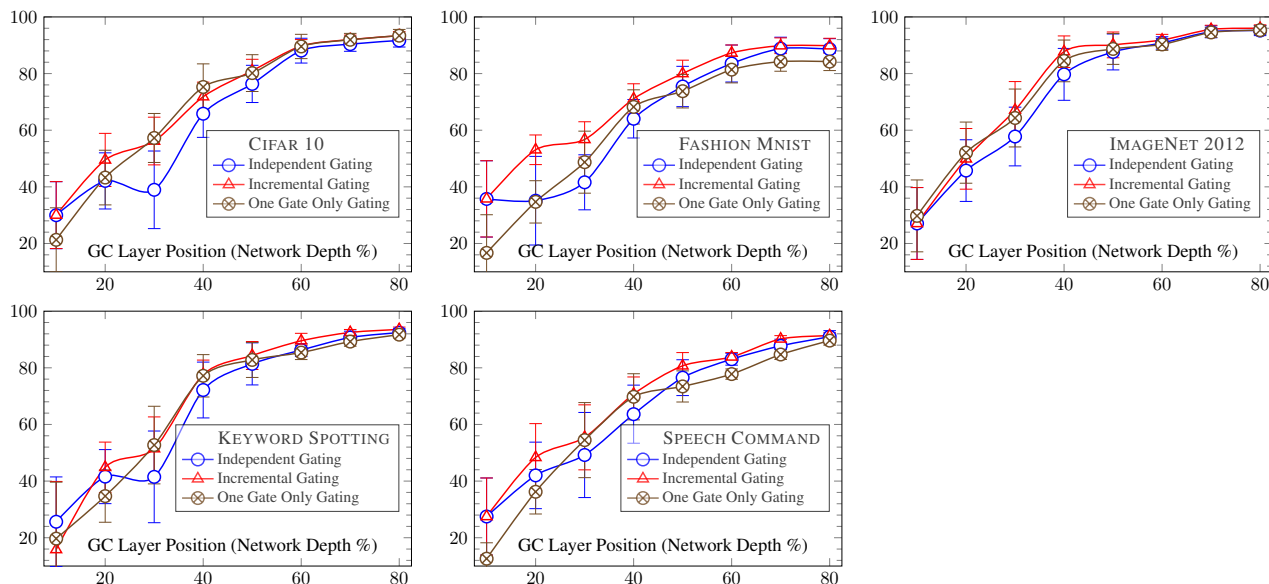 100
80
60
40
20
CIFAR 10
Independent Gating
Incremental Gating
One Gate Only Gating
GC Layer Position (Network Depth %)
20 40 60 80
100
80
60
40
20
FASHION MNIST
Independent Gating
Incremental Gating
One Gate Only Gating
GC Layer Position (Network Depth %)
20 40 60 80
100
80
60
40
20
IMAGENET 2012
Independent Gating
Incremental Gating
One Gate Only Gating
GC Layer Position (Network Depth %)
20 40 60 80
100
80
60
40
20
KEYWORD SPOTTING
Independent Gating
Incremental Gating
One Gate Only Gating
GC Layer Position (Network Depth %)
20 40 60 80
100
80
60
40
20
SPEECH COMMAND
Independent Gating
Incremental Gating
One Gate Only Gating
GC Layer Position (Network Depth %)
20 40 60 80